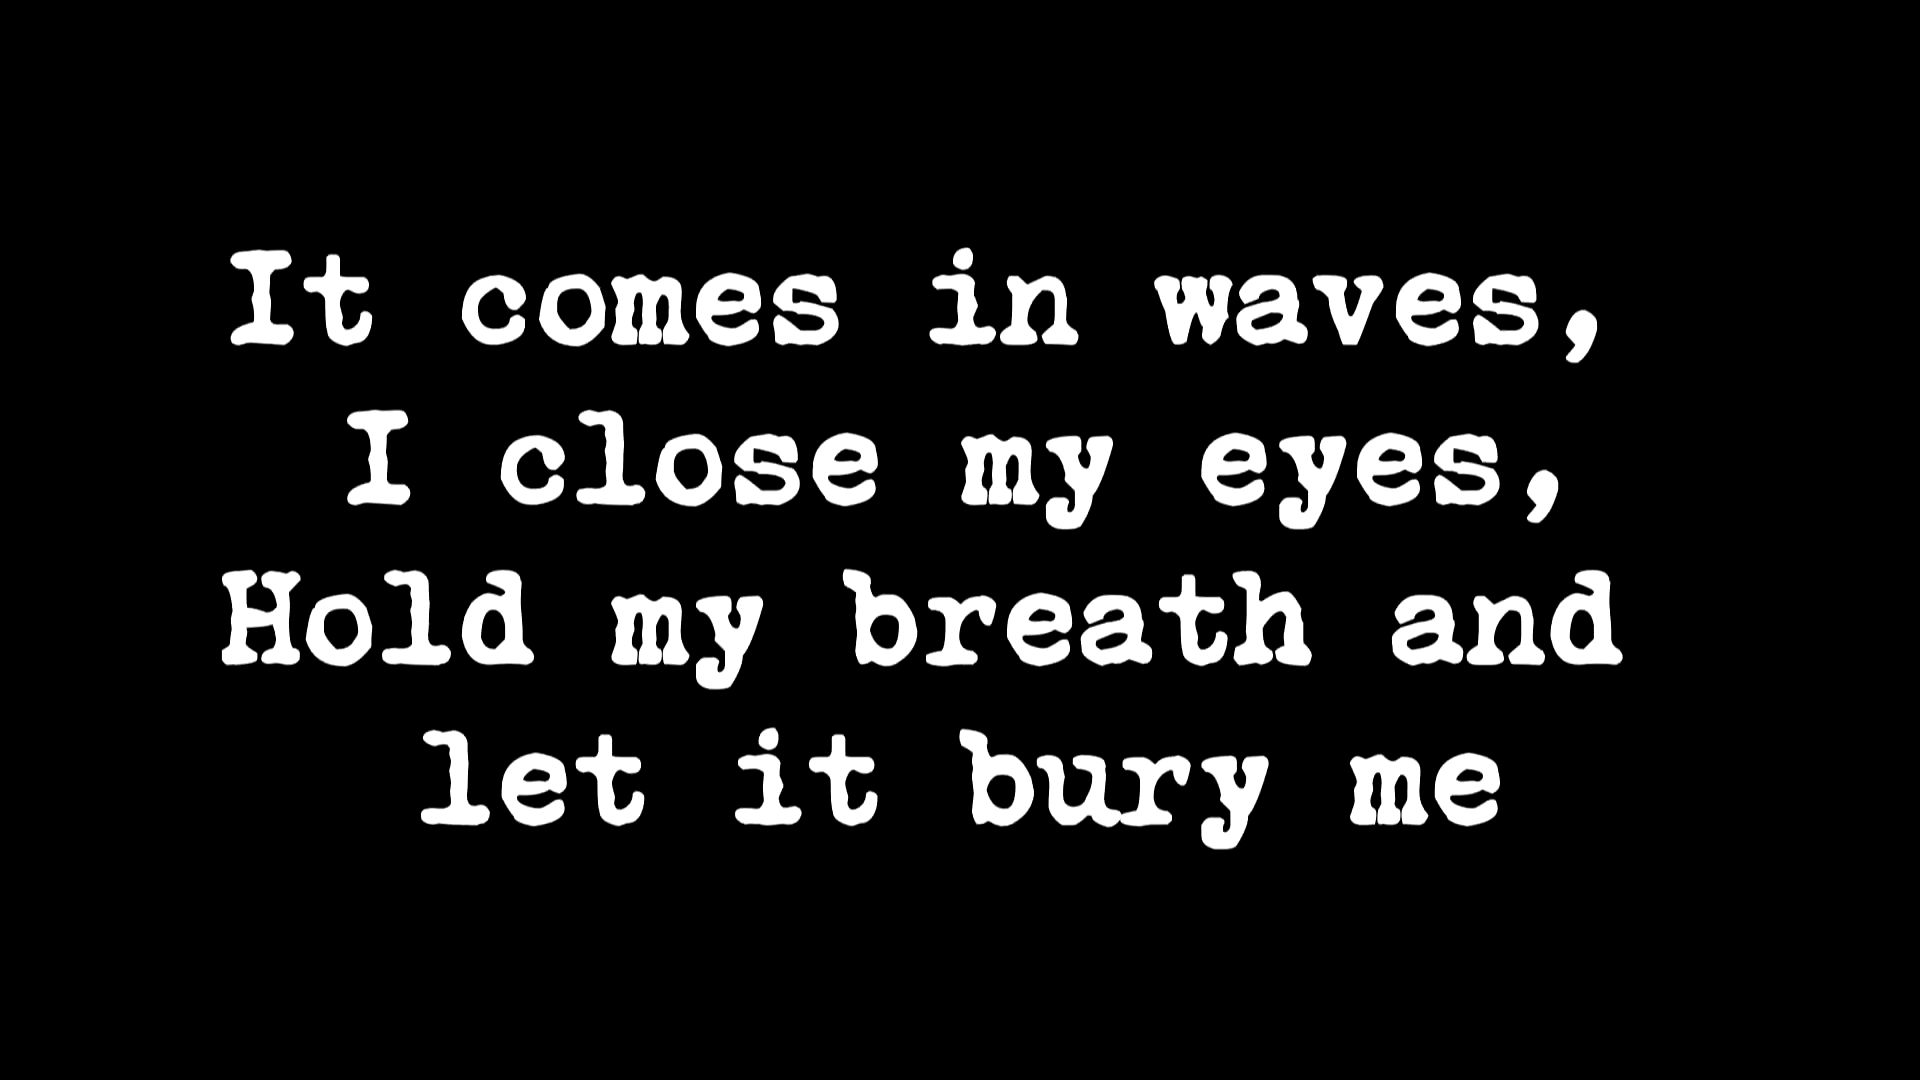 It comes in waves,
I close my eyes,
Hold my breath and
let it bury me